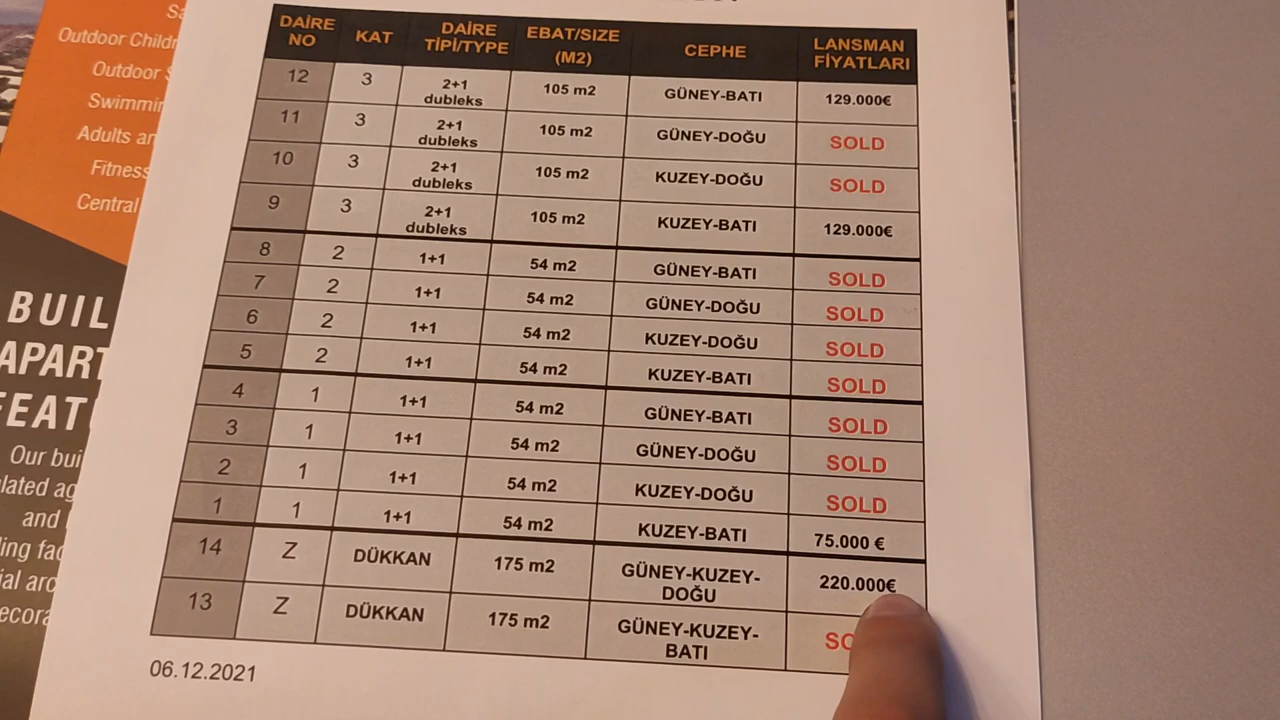 Outdoor
Outdoor
Adults
Fitness
Central
BUIL
APART
FEAT
Our
and
DAİRE NO KAT DAİRE TİPİ/TYPE EBAT/SIZE (M2) CEPHE LANSMAN FİYATLARI
12 3 2+1 dubleks 105 m2 GÜNEY-BATI 129.000€
11 3 2+1 dubleks 105 m2 GÜNEY-DOĞU SOLD
10 3 2+1 dubleks 105 m2 KUZEY-DOĞU SOLD
9 3 2+1 dubleks 105 m2 KUZEY-BATI 129.000€
8 2 1+1 54 m2 GÜNEY-BATI SOLD
7 2 1+1 54 m2 GÜNEY-DOĞU SOLD
6 2 1+1 54 m2 KUZEY-DOĞU SOLD
5 2 1+1 54 m2 KUZEY-BATI SOLD
4 1 1+1 54 m2 GÜNEY-BATI SOLD
3 1 1+1 54 m2 GÜNEY-DOĞU SOLD
2 1 1+1 54 m2 KUZEY-DOĞU SOLD
1 1 1+1 54 m2 KUZEY-BATI 75.000 €
14 Z DÜKKAN 175 m2 GÜNEY-KUZEY-DOĞU 220.000€
13 Z DÜKKAN 175 m2 GÜNEY-KUZEY-BATI SO
06.12.2021